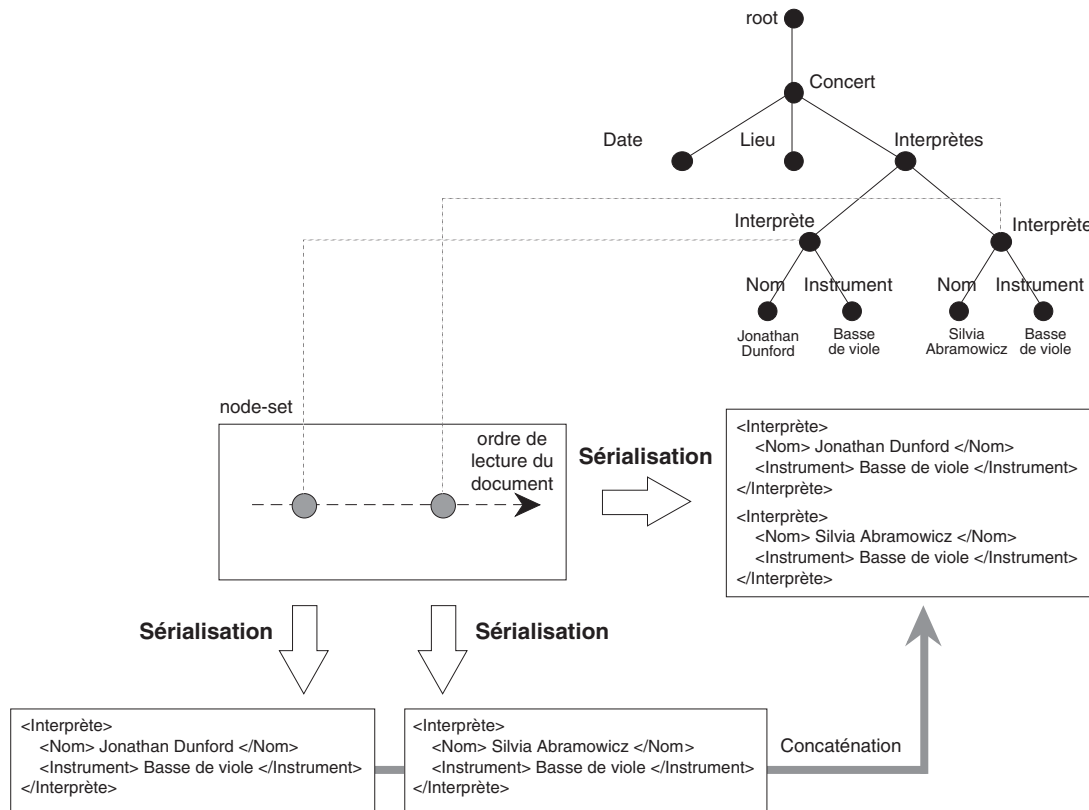 root
Concert
Date
Lieu
Interprètes
Interprète
Interprète
Nom
Instrument
Nom
Instrument
Jonathan
Dunford
Basse
de viole
Silvia
Abramowicz
Basse
de viole
node-set
ordre de
lecture du
document
Sérialisation
<Interprète>
<Nom> Jonathan Dunford </Nom>
<Instrument> Basse de viole </Instrument>
</Interprète>
<Interprète>
<Nom> Silvia Abramowicz </Nom>
<Instrument> Basse de viole </Instrument>
</Interprète>
Sérialisation
Sérialisation
<Interprète>
<Nom> Jonathan Dunford </Nom>
<Instrument> Basse de viole </Instrument>
</Interprète>
<Interprète>
<Nom> Silvia Abramowicz </Nom>
<Instrument> Basse de viole </Instrument>
</Interprète>
Concaténation